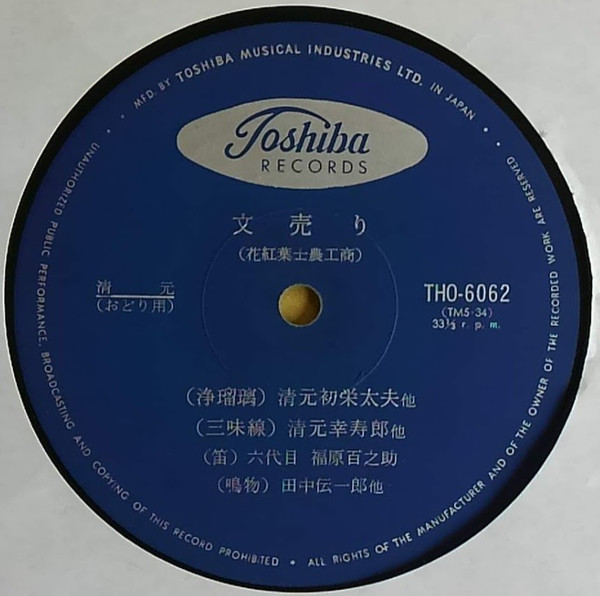 MFD. BY TOSHIBA MUSICAL INDUSTRIES LTD. IN JAPAN
Toshiba
RECORDS
文売り
(花紅葉士農工商)
清元
(おどり用)
THO-6062
(TM5-34)
33⅓ r. p. m.
(浄瑠璃) 清元初栄太夫他
(三味線) 清元幸寿郎他
(笛) 六代目 福原百之助
(鳴物) 田中伝一郎他
UNAUTHORIZED PUBLIC PERFORMANCE, BROADCASTING AND COPYING OF THIS RECORD PROHIBITED • ALL RIGHTS OF THE MANUFACTURER AND OF THE OWNER OF THE RECORDED WORK ARE RESERVED